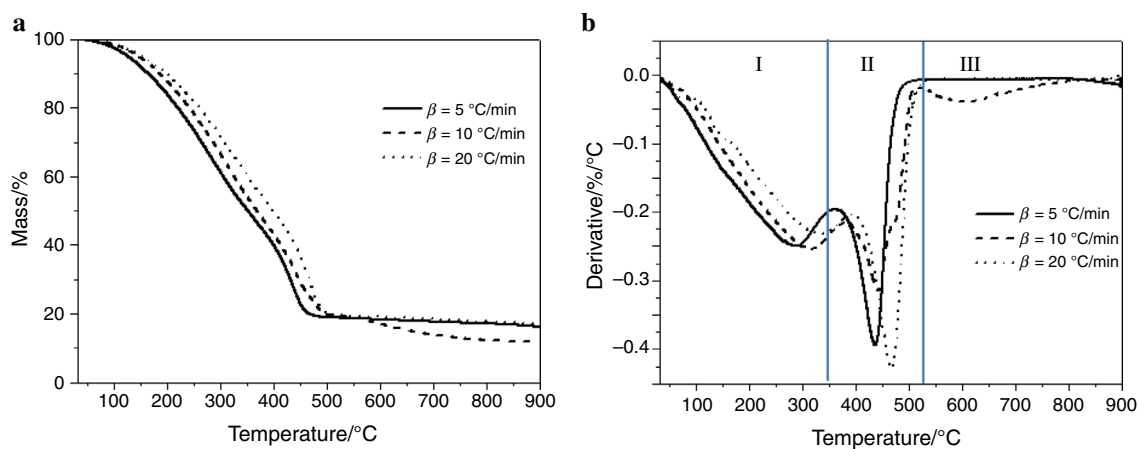 a
100
80
60
40
20
0
Mass/%
β = 5 °C/min
β = 10 °C/min
β = 20 °C/min
100 200 300 400 500 600 700 800 900
Temperature/°C
b
I II III
0.0
−0.1
−0.2
−0.3
−0.4
Derivative/%/°C
β = 5 °C/min
β = 10 °C/min
β = 20 °C/min
100 200 300 400 500 600 700 800 900
Temperature/°C